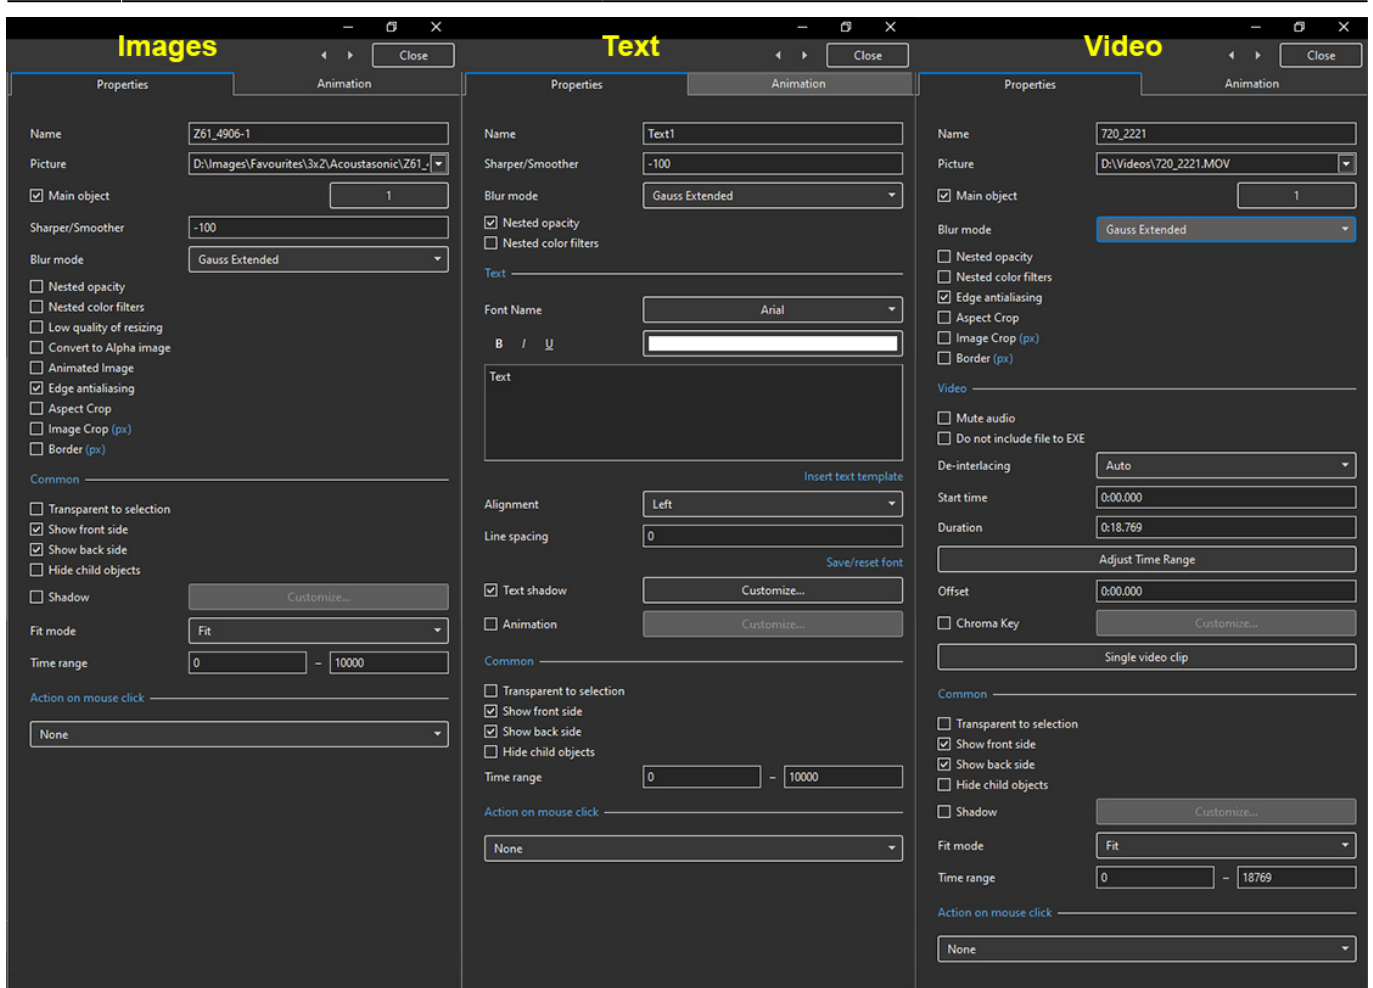 Images
Close
Properties
Animation
Name
Z61_4906-1
Picture
D:\Images\Favourites\3x2\Acoustasonic\Z61_
Main object
1
Sharper/Smoother
-100
Blur mode
Gauss Extended
Nested opacity
Nested color filters
Low quality of resizing
Convert to Alpha image
Animated Image
Edge antialiasing
Aspect Crop
Image Crop (px)
Border (px)
Common
Transparent to selection
Show front side
Show back side
Hide child objects
Shadow
Customize...
Fit mode
Fit
Time range
0 – 10000
Action on mouse click
None
Text
Close
Properties
Animation
Name
Text1
Sharper/Smoother
-100
Blur mode
Gauss Extended
Nested opacity
Nested color filters
Text
Font Name
Arial
B I U
Text
Insert text template
Alignment
Left
Line spacing
0
Save/reset font
Text shadow
Customize...
Animation
Customize...
Common
Transparent to selection
Show front side
Show back side
Hide child objects
Time range
0 – 10000
Action on mouse click
None
Video
Close
Properties
Animation
Name
720_2221
Picture
D:\Videos\720_2221.MOV
Main object
1
Blur mode
Gauss Extended
Nested opacity
Nested color filters
Edge antialiasing
Aspect Crop
Image Crop (px)
Border (px)
Video
Mute audio
Do not include file to EXE
De-interlacing
Auto
Start time
0:00.000
Duration
0:18.769
Adjust Time Range
Offset
0:00.000
Chroma Key
Customize...
Single video clip
Common
Transparent to selection
Show front side
Show back side
Hide child objects
Shadow
Customize...
Fit mode
Fit
Time range
0 – 18769
Action on mouse click
None